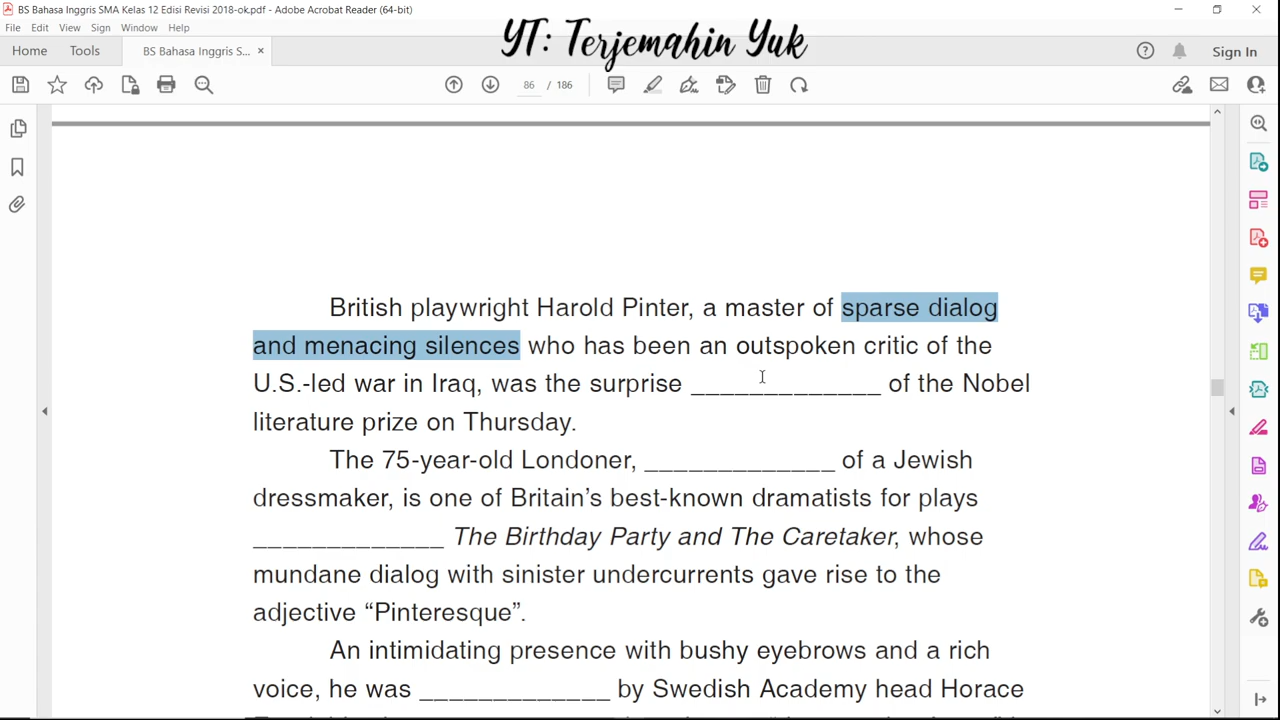 BS Bahasa Inggris SMA Kelas 12 Edisi Revisi 2018-ok.pdf - Adobe Acrobat Reader (64-bit)
File Edit View Sign Window Help
YT: Terjemahin Yuk
Home Tools BS Bahasa Inggris S... × Sign In
86 / 186
British playwright Harold Pinter, a master of sparse dialog
and menacing silences who has been an outspoken critic of the
U.S.-led war in Iraq, was the surprise _____________ of the Nobel
literature prize on Thursday.
The 75-year-old Londoner, _____________ of a Jewish
dressmaker, is one of Britain's best-known dramatists for plays
_____________ The Birthday Party and The Caretaker, whose
mundane dialog with sinister undercurrents gave rise to the
adjective “Pinteresque”.
An intimidating presence with bushy eyebrows and a rich
voice, he was _____________ by Swedish Academy head Horace